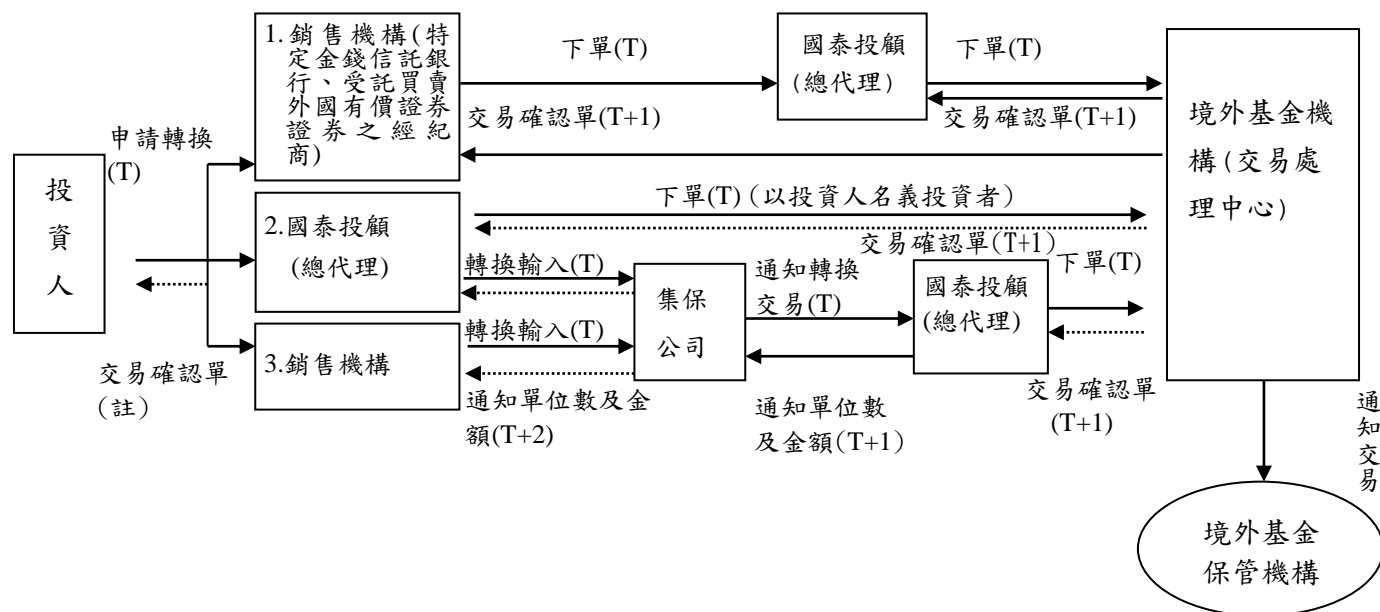 投
資
人
申請轉換
(T)
交易確認單
(註)
1.銷售機構(特
定金錢信託銀
行、受託買賣
外國有價證券
證券之經紀
商)
下單(T)
交易確認單(T+1)
國泰投顧
(總代理)
下單(T)
交易確認單(T+1)
境外基金機
構(交易處
理中心)
2.國泰投顧
(總代理)
下單(T) (以投資人名義投資者)
交易確認單(T+1)
轉換輸入(T)
集保
公司
通知轉換
交易(T)
國泰投顧
(總代理)
下單(T)
3.銷售機構
轉換輸入(T)
通知單位數及金
額(T+2)
通知單位數
及金額(T+1)
交易確認單
(T+1)
通知交易
境外基金
保管機構